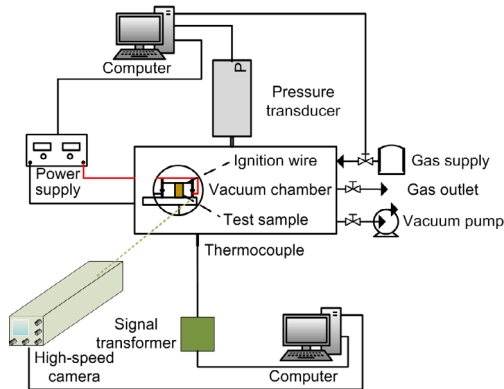 Computer
P
Pressure
transducer
Power
supply
Ignition wire
Vacuum chamber
Test sample
Gas supply
Gas outlet
Vacuum pump
Thermocouple
High-speed
camera
Signal
transformer
Computer